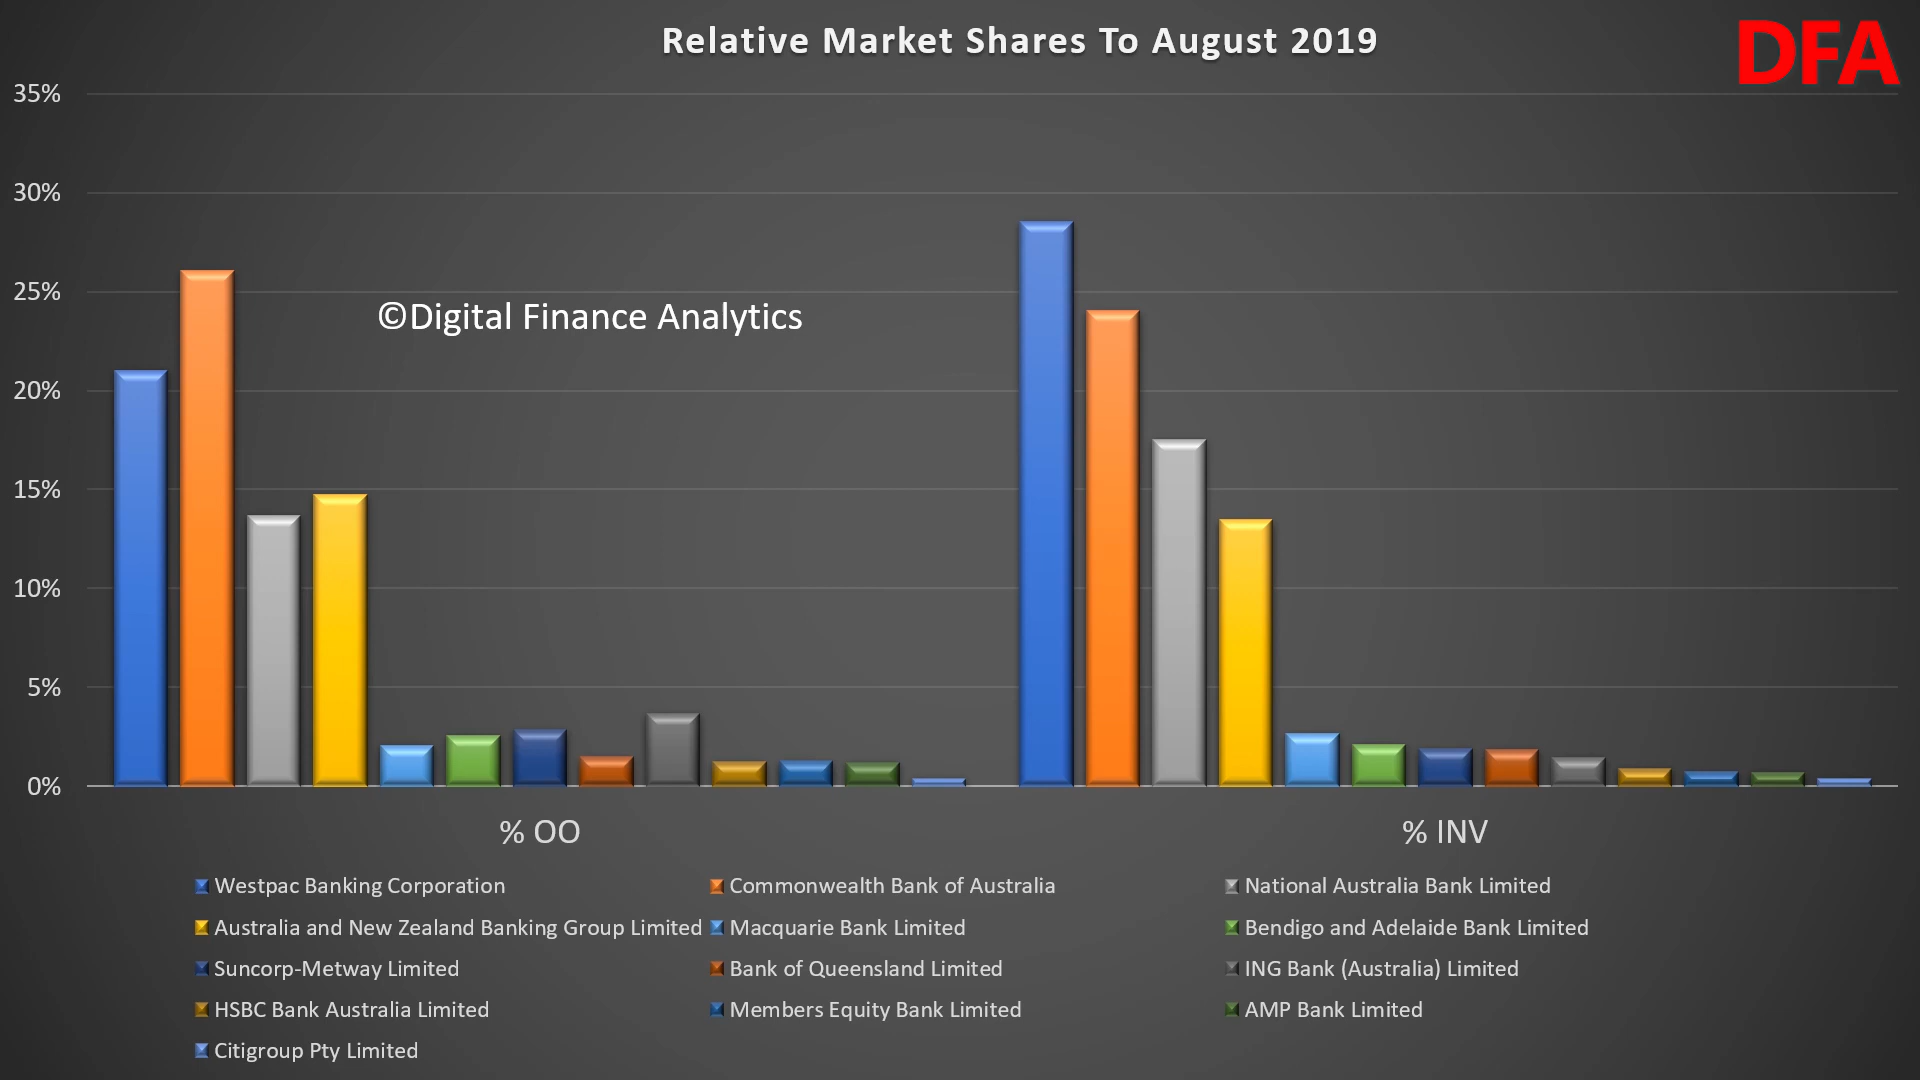 Relative Market Shares To August 2019
DFA
35%
30%
25%
20%
15%
10%
5%
0%
©Digital Finance Analytics
% OO
% INV
Westpac Banking Corporation
Commonwealth Bank of Australia
National Australia Bank Limited
Australia and New Zealand Banking Group Limited
Macquarie Bank Limited
Bendigo and Adelaide Bank Limited
Suncorp-Metway Limited
Bank of Queensland Limited
ING Bank (Australia) Limited
HSBC Bank Australia Limited
Members Equity Bank Limited
AMP Bank Limited
Citigroup Pty Limited